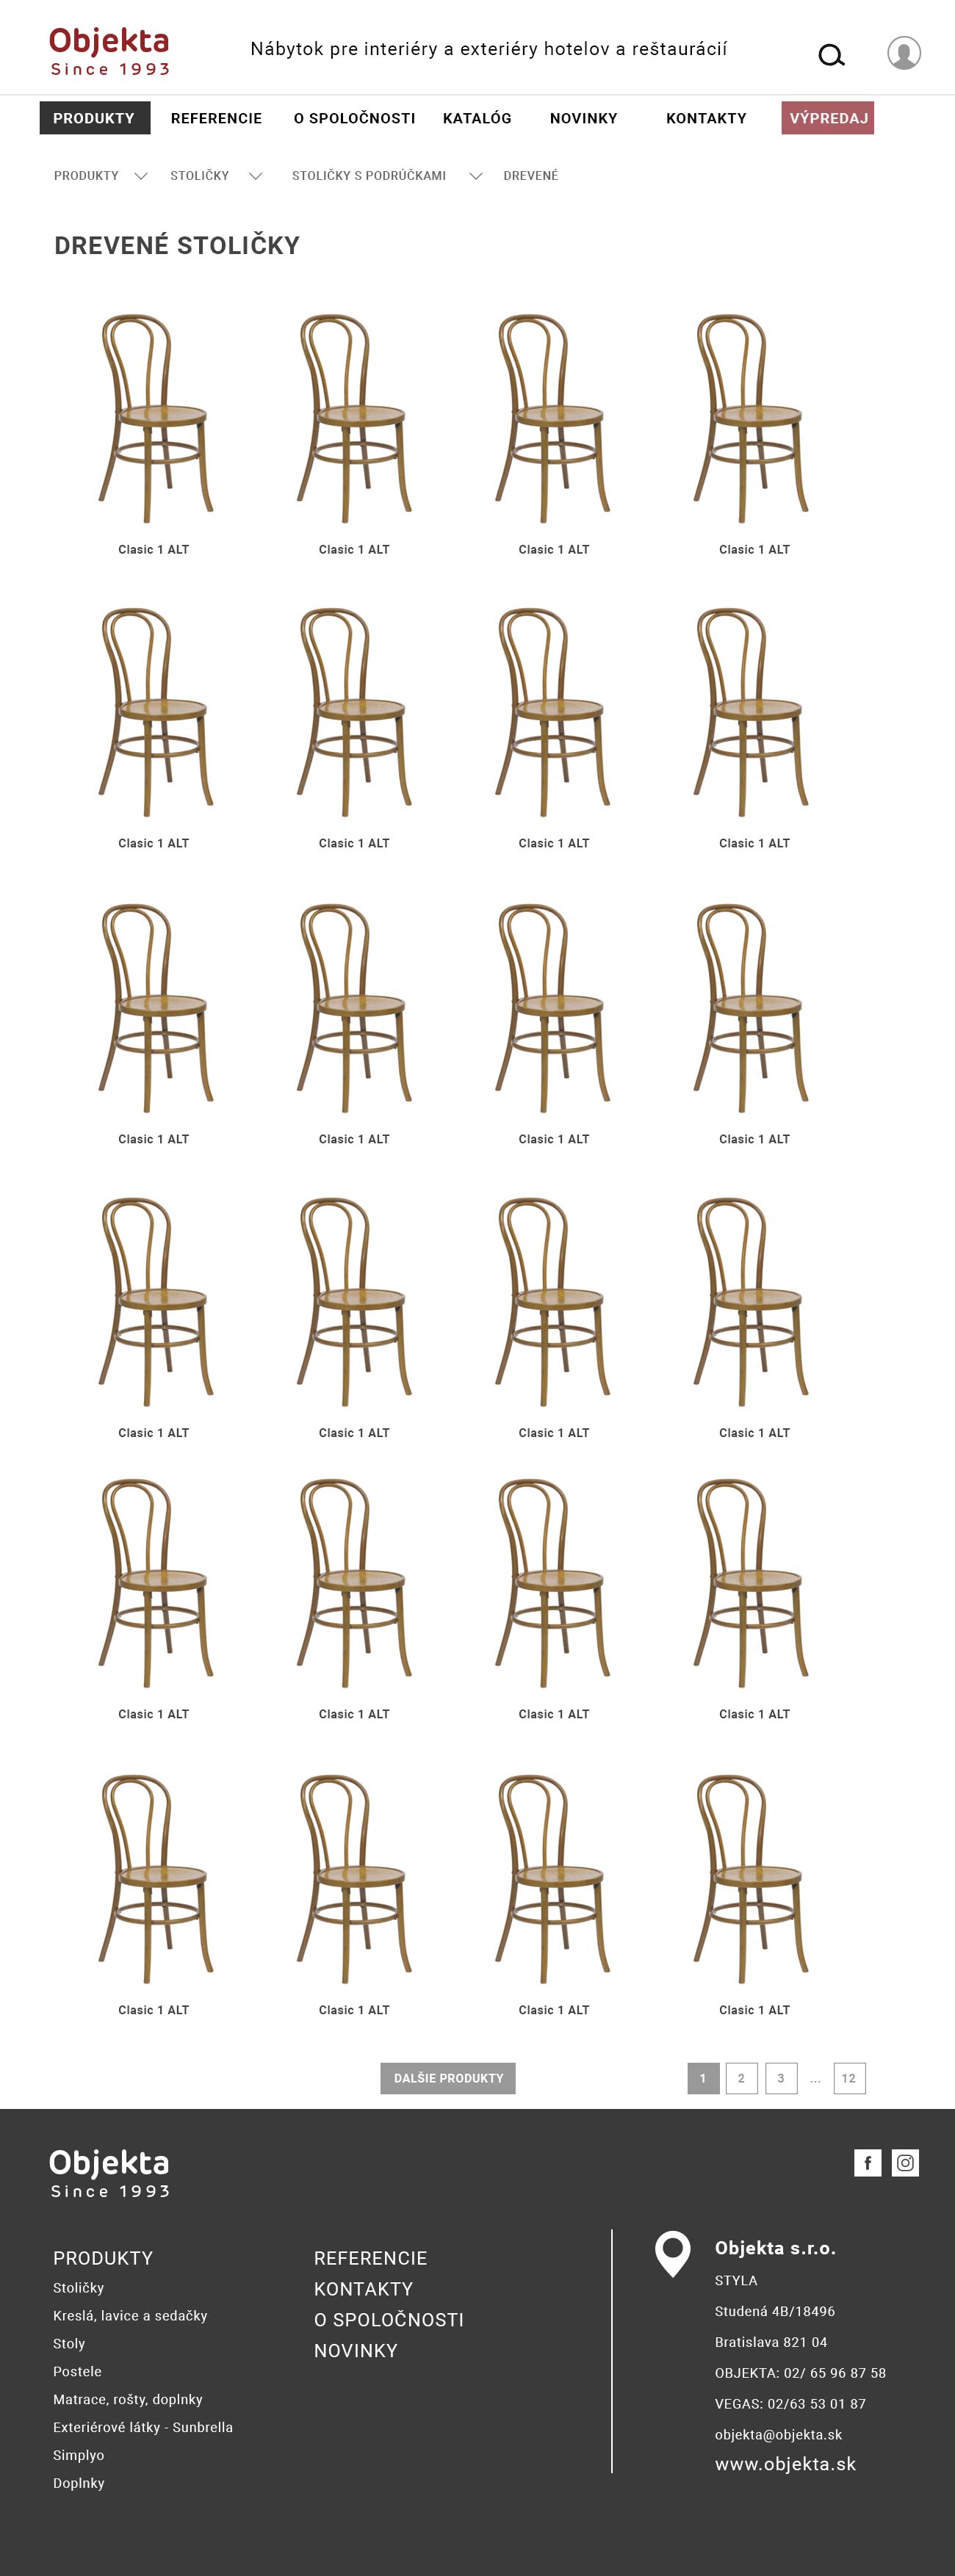 Objekta
Since 1993
Nábytok pre interiéry a exteriéry hotelov a reštaurácií
PRODUKTY REFERENCIE O SPOLOČNOSTI KATALÓG NOVINKY KONTAKTY VÝPREDAJ
PRODUKTY STOLIČKY STOLIČKY S PODRÚČKAMI DREVENÉ
DREVENÉ STOLIČKY
Clasic 1 ALT Clasic 1 ALT Clasic 1 ALT Clasic 1 ALT
Clasic 1 ALT Clasic 1 ALT Clasic 1 ALT Clasic 1 ALT
Clasic 1 ALT Clasic 1 ALT Clasic 1 ALT Clasic 1 ALT
Clasic 1 ALT Clasic 1 ALT Clasic 1 ALT Clasic 1 ALT
Clasic 1 ALT Clasic 1 ALT Clasic 1 ALT Clasic 1 ALT
Clasic 1 ALT Clasic 1 ALT Clasic 1 ALT Clasic 1 ALT
DALŠIE PRODUKTY 1 2 3 ... 12
Objekta
Since 1993
f
PRODUKTY
Stoličky
Kreslá, lavice a sedačky
Stoly
Postele
Matrace, rošty, doplnky
Exteriérové látky - Sunbrella
Simplyo
Doplnky
REFERENCIE
KONTAKTY
O SPOLOČNOSTI
NOVINKY
Objekta s.r.o.
STYLA
Studená 4B/18496
Bratislava 821 04
OBJEKTA: 02/ 65 96 87 58
VEGAS: 02/63 53 01 87
objekta@objekta.sk
www.objekta.sk